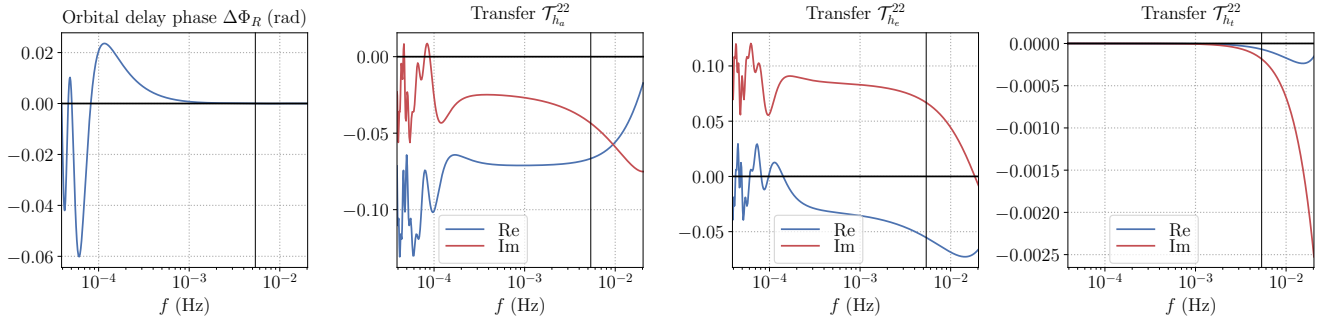 Orbital delay phase ΔΦ_R (rad)
0.02
0.00
−0.02
−0.04
−0.06
10⁻⁴
10⁻³
10⁻²
f (Hz)
Transfer 𝒯²²_{h_a}
0.00
−0.05
−0.10
Re
Im
10⁻⁴
10⁻³
10⁻²
f (Hz)
Transfer 𝒯²²_{h_e}
0.10
0.05
0.00
−0.05
Re
Im
10⁻⁴
10⁻³
10⁻²
f (Hz)
Transfer 𝒯²²_{h_t}
0.0000
−0.0005
−0.0010
−0.0015
−0.0020
−0.0025
Re
Im
10⁻⁴
10⁻³
10⁻²
f (Hz)